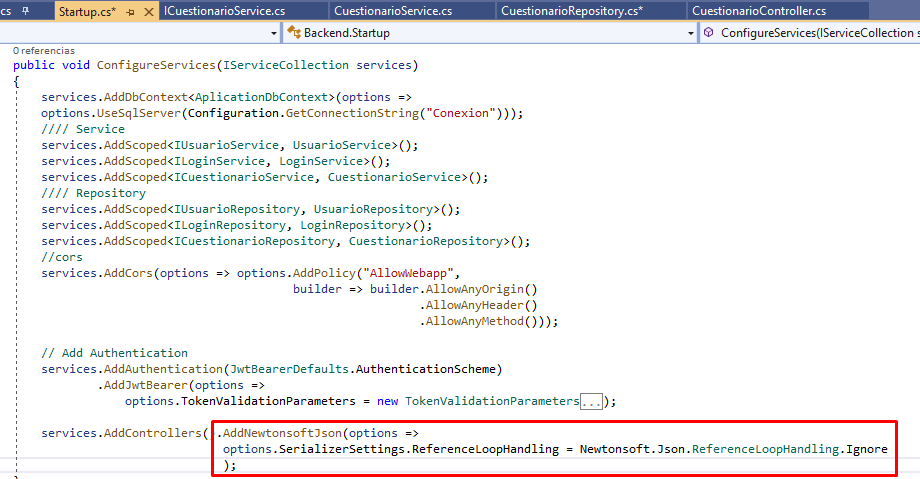 cs
Startup.cs*
ICuestionarioService.cs
CuestionarioService.cs
CuestionarioRepository.cs*
CuestionarioController.cs
Backend.Startup
ConfigureServices(IServiceCollection s
0 referencias
public void ConfigureServices(IServiceCollection services)
{
services.AddDbContext<AplicationDbContext>(options =>
options.UseSqlServer(Configuration.GetConnectionString("Conexion")));
//// Service
services.AddScoped<IUsuarioService, UsuarioService>();
services.AddScoped<ILoginService, LoginService>();
services.AddScoped<ICuestionarioService, CuestionarioService>();
//// Repository
services.AddScoped<IUsuarioRepository, UsuarioRepository>();
services.AddScoped<ILoginRepository, LoginRepository>();
services.AddScoped<ICuestionarioRepository, CuestionarioRepository>();
//cors
services.AddCors(options => options.AddPolicy("AllowWebapp",
builder => builder.AllowAnyOrigin()
.AllowAnyHeader()
.AllowAnyMethod()));
// Add Authentication
services.AddAuthentication(JwtBearerDefaults.AuthenticationScheme)
.AddJwtBearer(options =>
options.TokenValidationParameters = new TokenValidationParameters...);
services.AddControllers().AddNewtonsoftJson(options =>
options.SerializerSettings.ReferenceLoopHandling = Newtonsoft.Json.ReferenceLoopHandling.Ignore
);
}